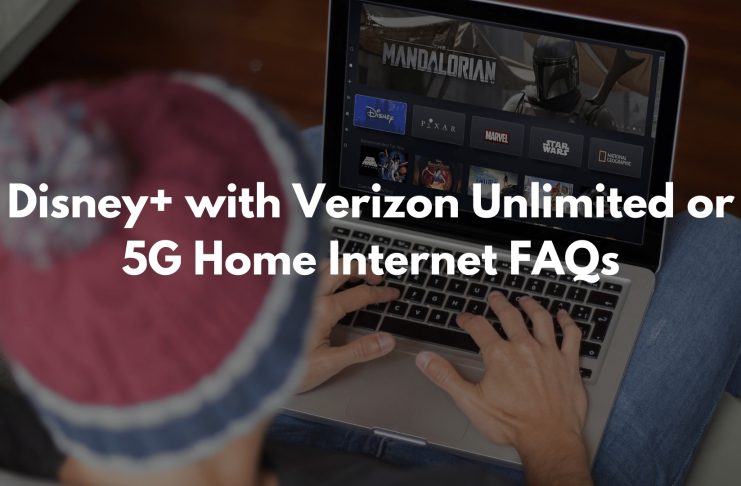 THE
MANDALORIAN
Disney
PIXAR
MARVEL
STAR
WARS
NATIONAL
GEOGRAPHIC
Disney+ with Verizon Unlimited or
5G Home Internet FAQs